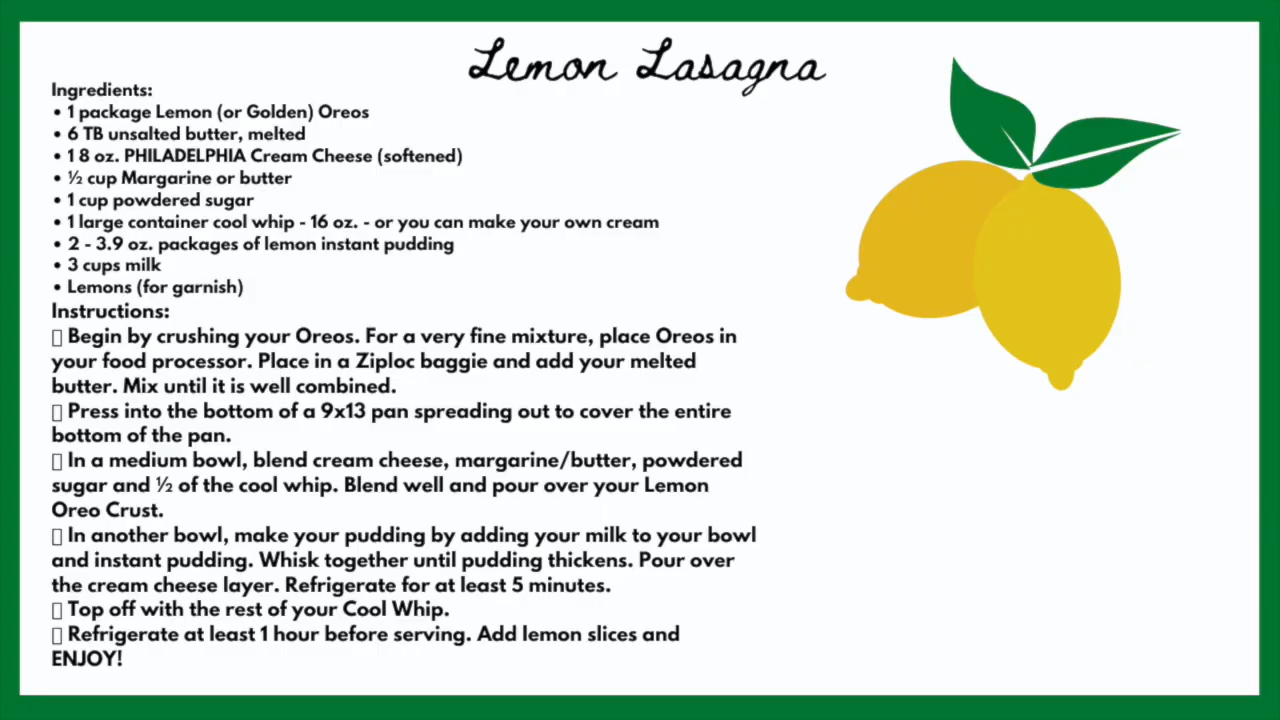 Lemon Lasagna
Ingredients:
• 1 package Lemon (or Golden) Oreos
• 6 TB unsalted butter, melted
• 1 8 oz. PHILADELPHIA Cream Cheese (softened)
• ½ cup Margarine or butter
• 1 cup powdered sugar
• 1 large container cool whip - 16 oz. - or you can make your own cream
• 2 - 3.9 oz. packages of lemon instant pudding
• 3 cups milk
• Lemons (for garnish)
Instructions:
▯ Begin by crushing your Oreos. For a very fine mixture, place Oreos in
your food processor. Place in a Ziploc baggie and add your melted
butter. Mix until it is well combined.
▯ Press into the bottom of a 9x13 pan spreading out to cover the entire
bottom of the pan.
▯ In a medium bowl, blend cream cheese, margarine/butter, powdered
sugar and ½ of the cool whip. Blend well and pour over your Lemon
Oreo Crust.
▯ In another bowl, make your pudding by adding your milk to your bowl
and instant pudding. Whisk together until pudding thickens. Pour over
the cream cheese layer. Refrigerate for at least 5 minutes.
▯ Top off with the rest of your Cool Whip.
▯ Refrigerate at least 1 hour before serving. Add lemon slices and
ENJOY!